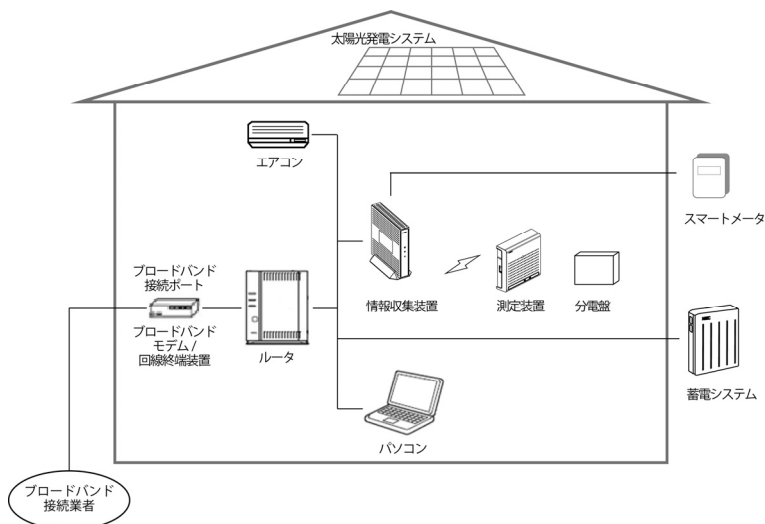 太陽光発電システム
エアコン
スマートメータ
ブロードバンド
接続ポート
情報収集装置
測定装置
分電盤
ブロードバンド
モデム /
回線終端装置
ルータ
蓄電システム
パソコン
ブロードバンド
接続業者